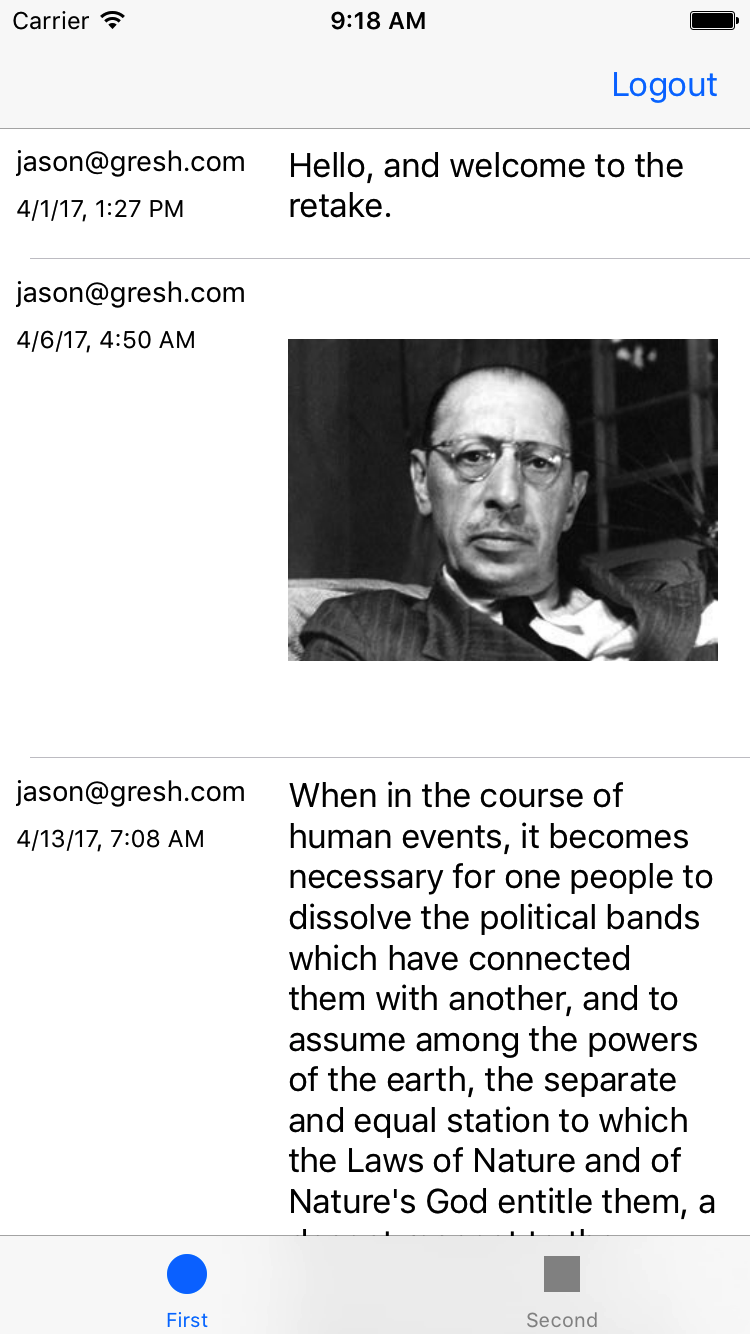 Carrier 9:18 AM
Logout
jason@gresh.com
4/1/17, 1:27 PM
Hello, and welcome to the
retake.
jason@gresh.com
4/6/17, 4:50 AM
jason@gresh.com
4/13/17, 7:08 AM
When in the course of
human events, it becomes
necessary for one people to
dissolve the political bands
which have connected
them with another, and to
assume among the powers
of the earth, the separate
and equal station to which
the Laws of Nature and of
Nature's God entitle them, a
First
Second